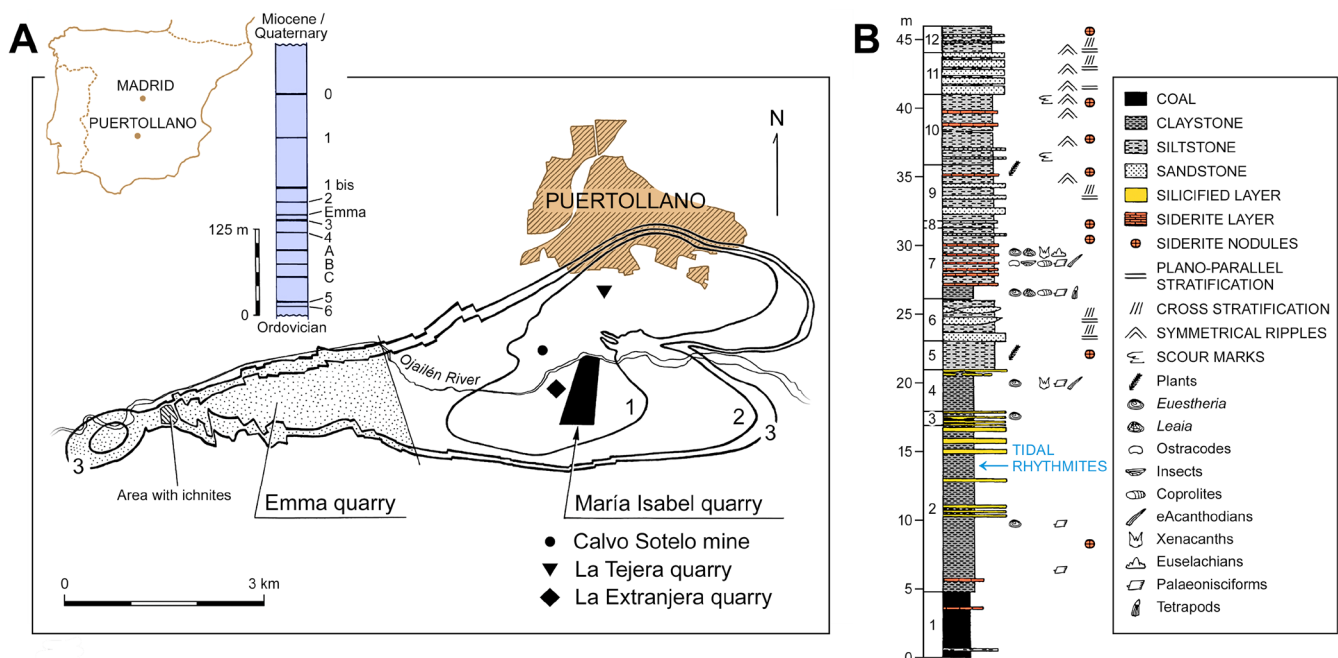 A
MADRID
PUERTOLLANO
Miocene /
Quaternary
0
1
1 bis
2
Emma
3
4
A
B
C
5
6
Ordovician
125 m
0
N
PUERTOLLANO
Ojailén River
1
2
3
3
Area with ichnites
Emma quarry
María Isabel quarry
Calvo Sotelo mine
La Tejera quarry
La Extranjera quarry
0
3 km
B
m
45
40
35
30
25
20
15
10
5
0
12
11
10
9
8
7
6
5
4
3
2
1
TIDAL
RHYTHMITES
COAL
CLAYSTONE
SILTSTONE
SANDSTONE
SILICIFIED LAYER
SIDERITE LAYER
SIDERITE NODULES
PLANO-PARALLEL
STRATIFICATION
CROSS STRATIFICATION
SYMMETRICAL RIPPLES
SCOUR MARKS
Plants
Euestheria
Leaia
Ostracodes
Insects
Coprolites
eAcanthodians
Xenacanths
Euselachians
Palaeonisciforms
Tetrapods